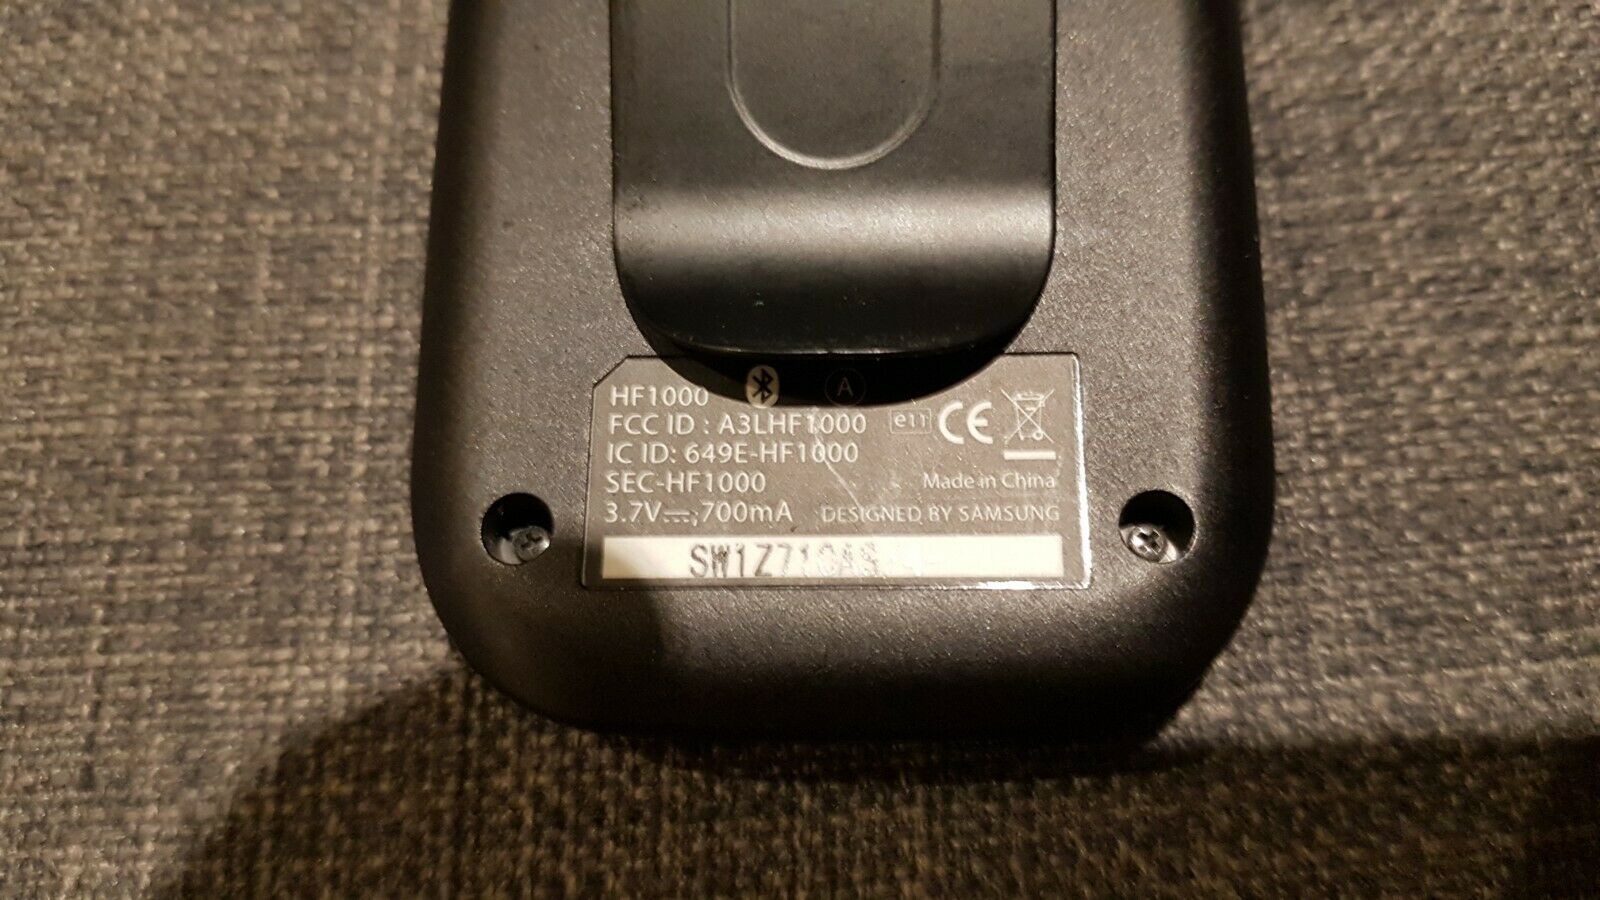 HF1000 A
FCC ID : A3LHF1000 e11 CE
IC ID: 649E-HF1000
SEC-HF1000 Made in China
3.7V⎓,700mA DESIGNED BY SAMSUNG